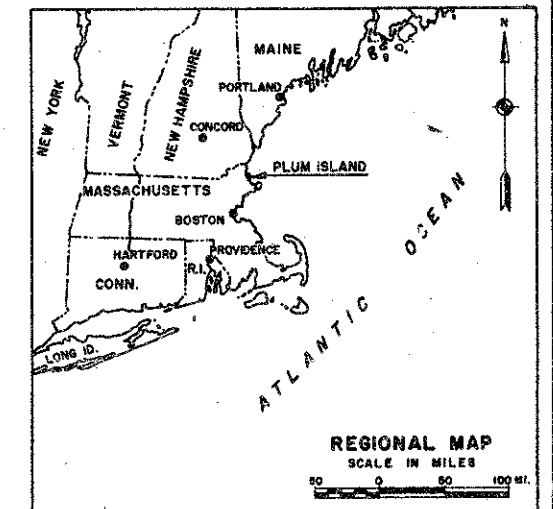 N
MAINE
NEW YORK
VERMONT
NEW HAMPSHIRE
PORTLAND
CONCORD
PLUM ISLAND
MASSACHUSETTS
BOSTON
ATLANTIC OCEAN
HARTFORD
PROVIDENCE
R.I.
CONN.
LONG ID.
REGIONAL MAP
SCALE IN MILES
50 0 50 100 MI.